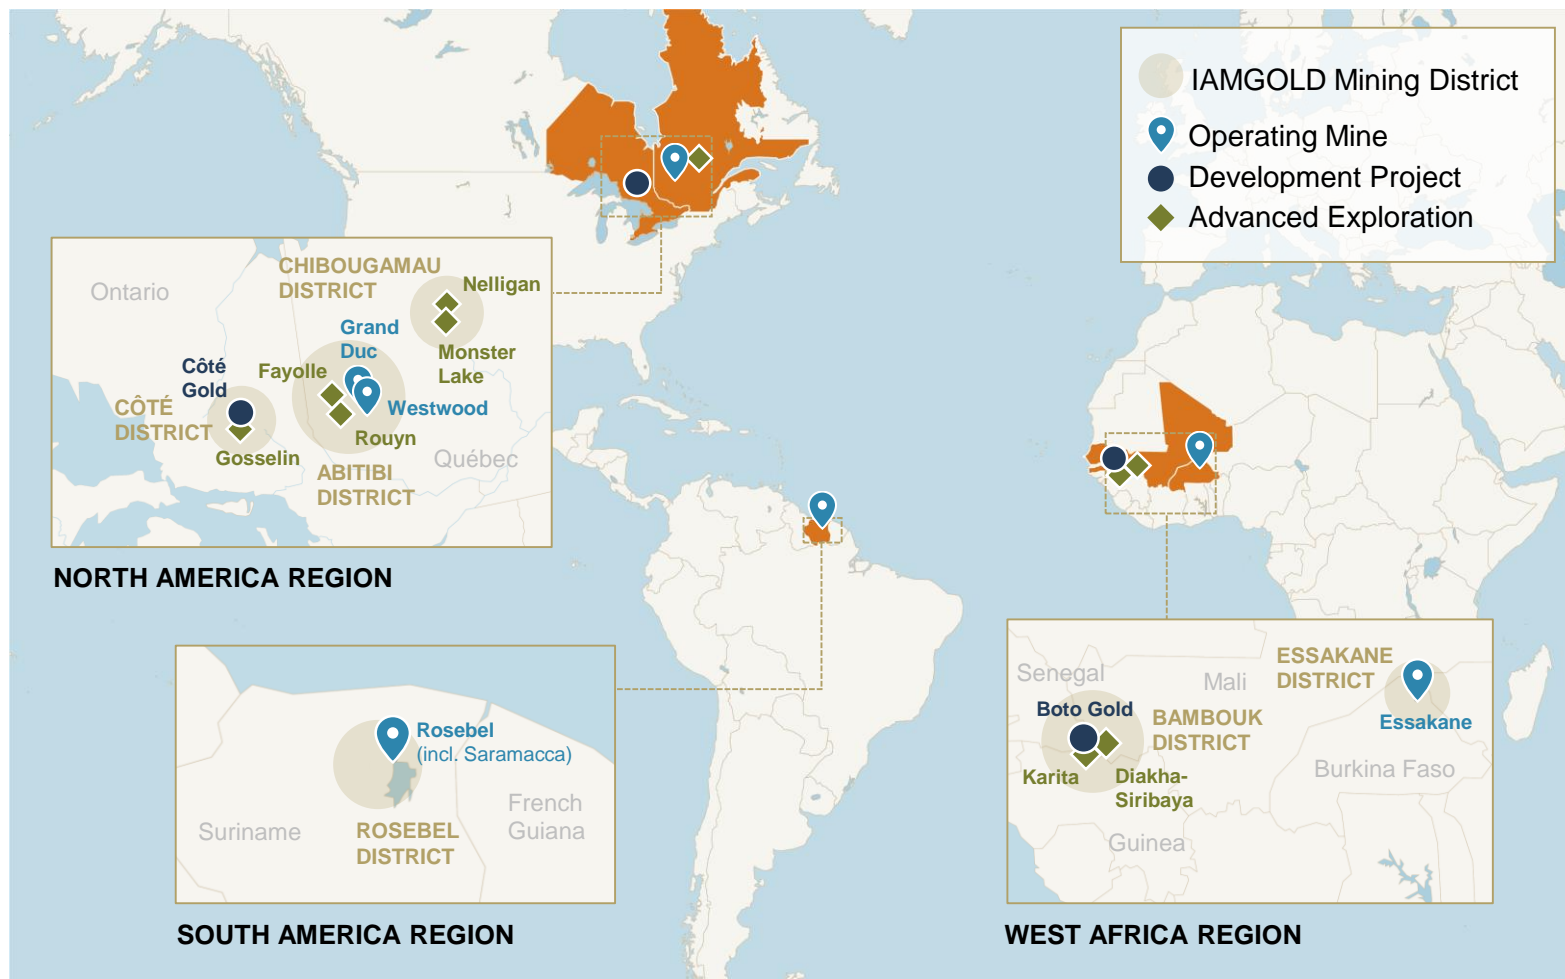 IAMGOLD Mining District
Operating Mine
Development Project
Advanced Exploration
Ontario
CHIBOUGAMAU
DISTRICT
Nelligan
Grand
Duc
Monster
Lake
Fayolle
Côté
Gold
Westwood
CÔTÉ
DISTRICT
Rouyn
Gosselin
Québec
ABITIBI
DISTRICT
NORTH AMERICA REGION
Rosebel
(incl. Saramacca)
French
Guiana
Suriname
ROSEBEL
DISTRICT
SOUTH AMERICA REGION
Senegal
Mali
ESSAKANE
DISTRICT
Boto Gold
BAMBOUK
DISTRICT
Essakane
Karita
Diakha-
Siribaya
Burkina Faso
Guinea
WEST AFRICA REGION